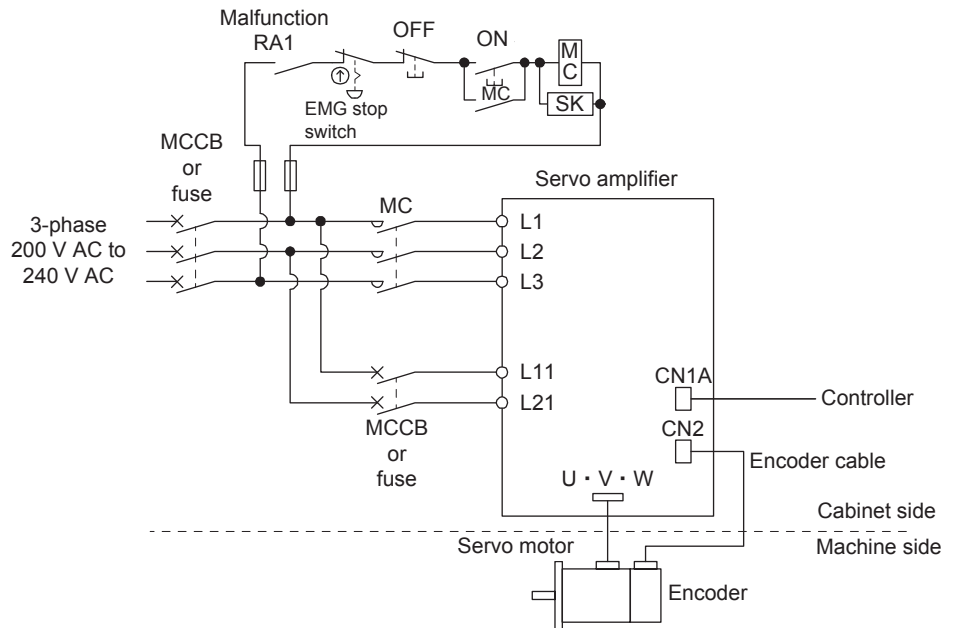 Malfunction
RA1
OFF
ON
M
C
MC
SK
EMG stop
switch
MCCB
or
fuse
Servo amplifier
3-phase
200 V AC to
240 V AC
MC
L1
L2
L3
L11
L21
MCCB
or
fuse
CN1A
Controller
CN2
Encoder cable
U・V・W
Cabinet side
Servo motor
Machine side
Encoder